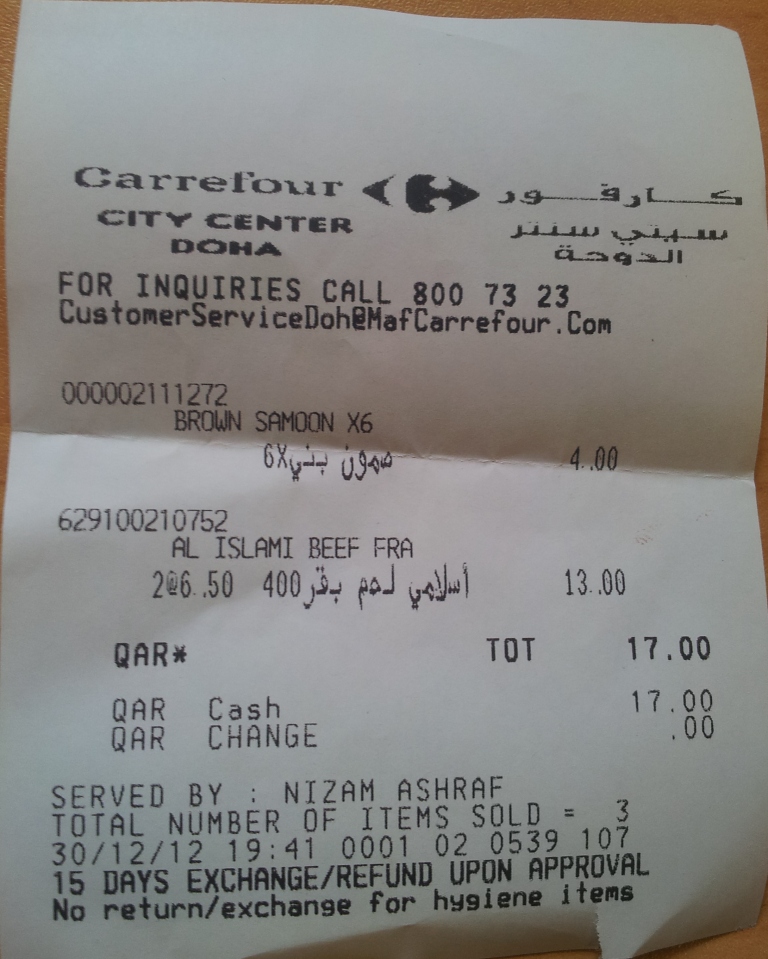 Carrefour كارفور
CITY CENTER سيتي سنتر
DOHA الدوحة
FOR INQUIRIES CALL 800 73 23
CustomerServiceDoh@MafCarrefour.Com
000002111272
BROWN SAMOON X6
صمون بني6X 4.00
629100210752
AL ISLAMI BEEF FRA
2@6.50 أسلامي لحم بقر400 13.00
QAR* TOT 17.00
QAR Cash 17.00
QAR CHANGE .00
SERVED BY : NIZAM ASHRAF
TOTAL NUMBER OF ITEMS SOLD = 3
30/12/12 19:41 0001 02 0539 107
15 DAYS EXCHANGE/REFUND UPON APPROVAL
No return/exchange for hygiene items